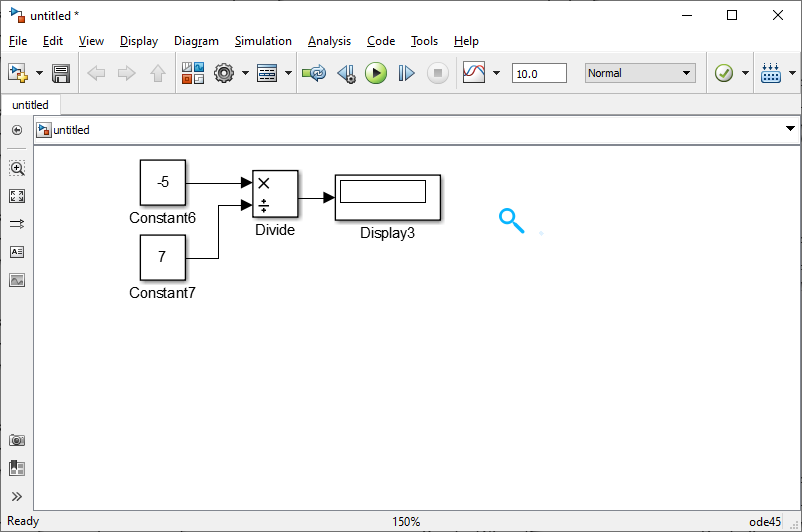 untitled *
File Edit View Display Diagram Simulation Analysis Code Tools Help
10.0 Normal
untitled
untitled
-5
Constant6
×
÷
Divide
Display3
7
Constant7
Ready 150% ode45